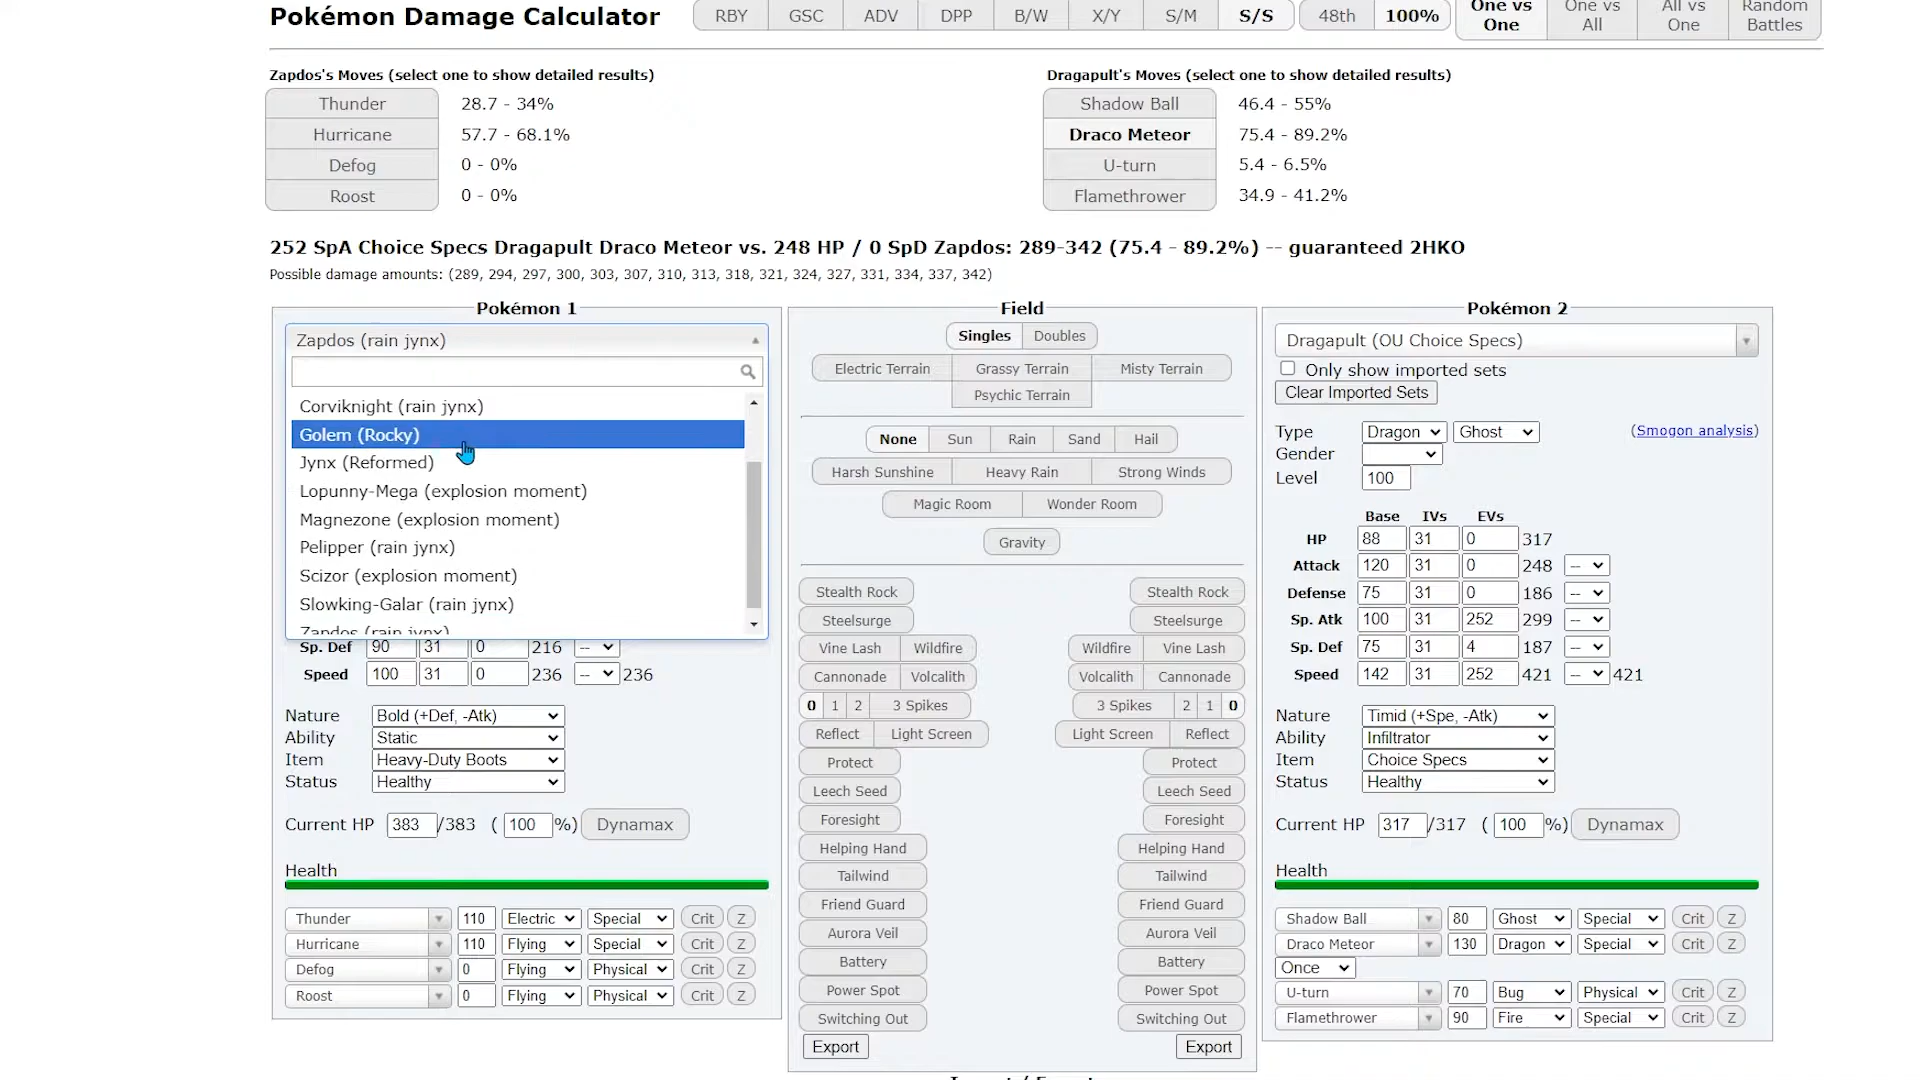 Pokémon Damage Calculator
RBY GSC ADV DPP B/W X/Y S/M S/S 48th 100% One vs One One vs All All vs One Random Battles
Zapdos's Moves (select one to show detailed results)
Thunder 28.7 - 34%
Hurricane 57.7 - 68.1%
Defog 0 - 0%
Roost 0 - 0%
Dragapult's Moves (select one to show detailed results)
Shadow Ball 46.4 - 55%
Draco Meteor 75.4 - 89.2%
U-turn 5.4 - 6.5%
Flamethrower 34.9 - 41.2%
252 SpA Choice Specs Dragapult Draco Meteor vs. 248 HP / 0 SpD Zapdos: 289-342 (75.4 - 89.2%) -- guaranteed 2HKO
Possible damage amounts: (289, 294, 297, 300, 303, 307, 310, 313, 318, 321, 324, 327, 331, 334, 337, 342)
Pokémon 1
Zapdos (rain jynx)
Corviknight (rain jynx)
Golem (Rocky)
Jynx (Reformed)
Lopunny-Mega (explosion moment)
Magnezone (explosion moment)
Pelipper (rain jynx)
Scizor (explosion moment)
Slowking-Galar (rain jynx)
Zapdos (rain jynx)
Sp. Def 90 31 0 216 --
Speed 100 31 0 236 -- 236
Nature Bold (+Def, -Atk)
Ability Static
Item Heavy-Duty Boots
Status Healthy
Current HP 383 /383 ( 100 %) Dynamax
Health
Thunder 110 Electric Special Crit Z
Hurricane 110 Flying Special Crit Z
Defog 0 Flying Physical Crit Z
Roost 0 Flying Physical Crit Z
Field
Singles Doubles
Electric Terrain Grassy Terrain Misty Terrain
Psychic Terrain
None Sun Rain Sand Hail
Harsh Sunshine Heavy Rain Strong Winds
Magic Room Wonder Room
Gravity
Stealth Rock Stealth Rock
Steelsurge Steelsurge
Vine Lash Wildfire Wildfire Vine Lash
Cannonade Volcalith Volcalith Cannonade
0 1 2 3 Spikes 3 Spikes 2 1 0
Reflect Light Screen Light Screen Reflect
Protect Protect
Leech Seed Leech Seed
Foresight Foresight
Helping Hand Helping Hand
Tailwind Tailwind
Friend Guard Friend Guard
Aurora Veil Aurora Veil
Battery Battery
Power Spot Power Spot
Switching Out Switching Out
Export Export
Pokémon 2
Dragapult (OU Choice Specs)
Only show imported sets
Clear Imported Sets
Type Dragon Ghost (Smogon analysis)
Gender
Level 100
Base IVs EVs
HP 88 31 0 317
Attack 120 31 0 248 --
Defense 75 31 0 186 --
Sp. Atk 100 31 252 299 --
Sp. Def 75 31 4 187 --
Speed 142 31 252 421 -- 421
Nature Timid (+Spe, -Atk)
Ability Infiltrator
Item Choice Specs
Status Healthy
Current HP 317 /317 ( 100 %) Dynamax
Health
Shadow Ball 80 Ghost Special Crit Z
Draco Meteor 130 Dragon Special Crit Z
Once
U-turn 70 Bug Physical Crit Z
Flamethrower 90 Fire Special Crit Z